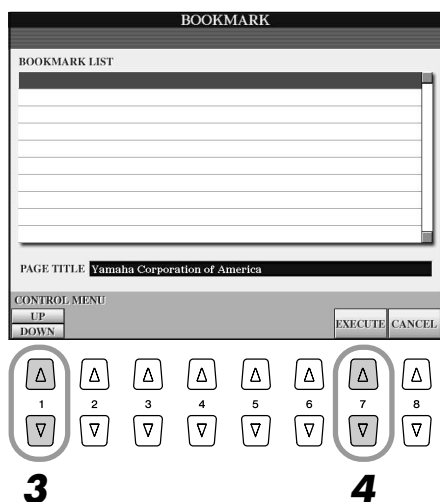 BOOKMARK
BOOKMARK LIST
PAGE TITLE Yamaha Corporation of America
CONTROL MENU
UP
DOWN
EXECUTE CANCEL
1 2 3 4 5 6 7 8
3 4